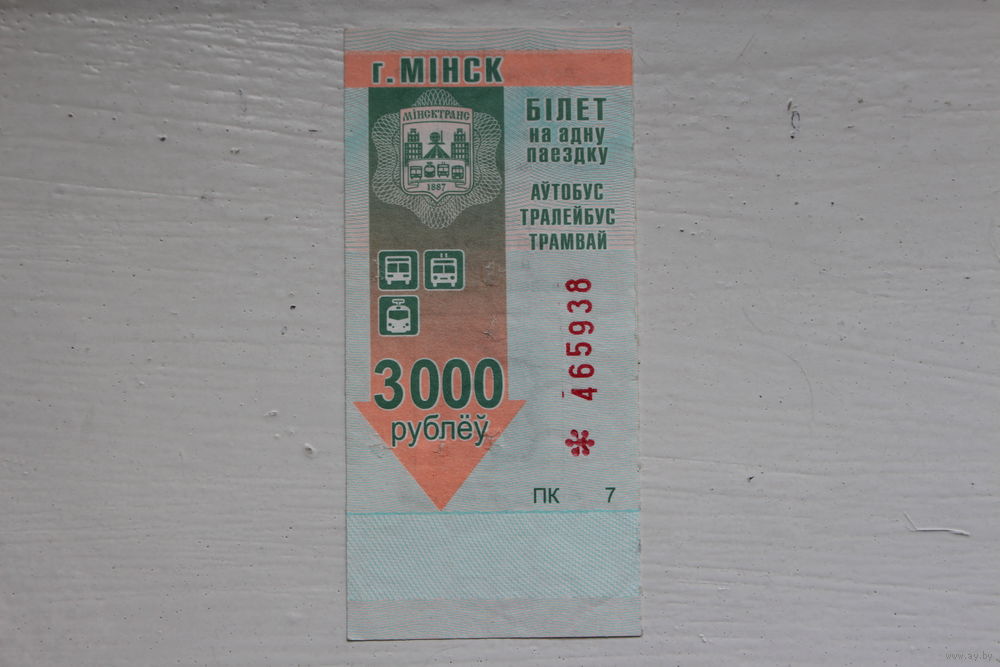 г. МІНСК
МІНСКТРАНС
1887
БІЛЕТ
на адну
паездку
АЎТОБУС
ТРАЛЕЙБУС
ТРАМВАЙ
3000
рублёў
* 465938
ПК 7
www.ay.by